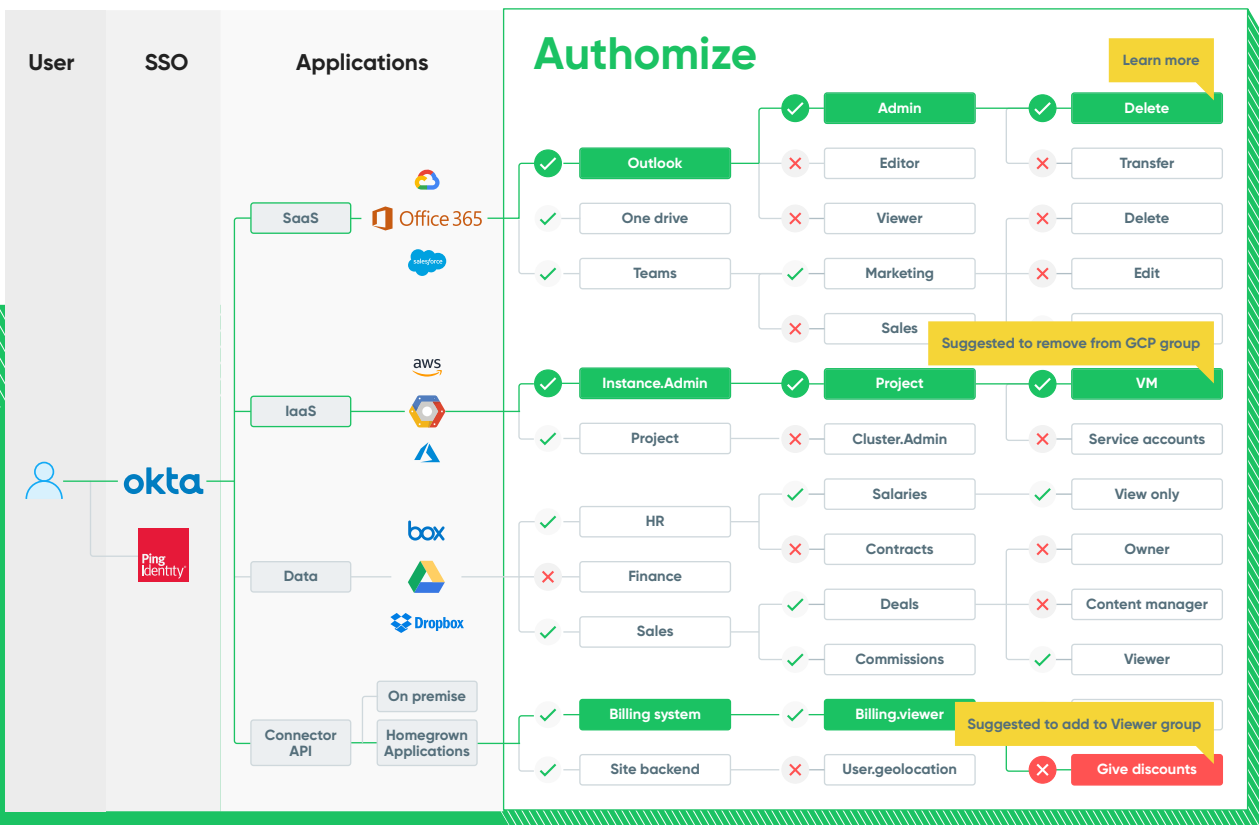 User
SSO
Applications
Authomize
Learn more
Admin
Delete
Outlook
Editor
Transfer
SaaS
Office 365
One drive
Viewer
Delete
salesforce
Teams
Marketing
Edit
Sales
Suggested to remove from GCP group
aws
Instance.Admin
Project
VM
IaaS
Project
Cluster.Admin
Service accounts
okta
Salaries
View only
box
HR
Ping
Identity
Contracts
Owner
Data
Finance
Deals
Content manager
Dropbox
Sales
Commissions
Viewer
On premise
Billing system
Billing.viewer
Suggested to add to Viewer group
Connector
API
Homegrown
Applications
Site backend
User.geolocation
Give discounts